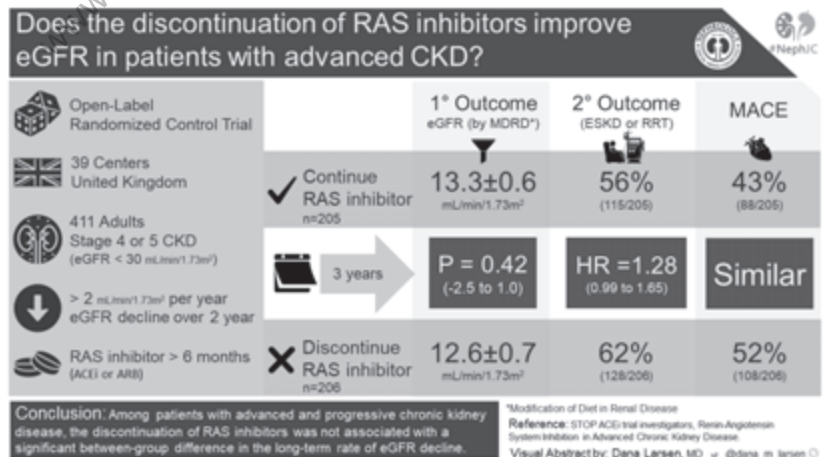 Does the discontinuation of RAS inhibitors improve
eGFR in patients with advanced CKD?
#NephJC
Open-Label
Randomized Control Trial
39 Centers
United Kingdom
411 Adults
Stage 4 or 5 CKD
(eGFR < 30 mL/min/1.73m²)
> 2 mL/min/1.73m² per year
eGFR decline over 2 year
RAS inhibitor > 6 months
(ACEi or ARB)
1° Outcome
eGFR (by MDRD*)
2° Outcome
(ESKD or RRT)
MACE
Continue
RAS inhibitor
n=205
13.3±0.6
mL/min/1.73m²
56%
(115/205)
43%
(88/205)
3 years
P = 0.42
(-2.5 to 1.0)
HR =1.28
(0.99 to 1.65)
Similar
Discontinue
RAS inhibitor
n=206
12.6±0.7
mL/min/1.73m²
62%
(128/206)
52%
(108/206)
Conclusion: Among patients with advanced and progressive chronic kidney
disease, the discontinuation of RAS inhibitors was not associated with a
significant between-group difference in the long-term rate of eGFR decline.
*Modification of Diet in Renal Disease
Reference: STOP ACEi trial investigators, Renin-Angiotensin
System Inhibition in Advanced Chronic Kidney Disease.
Visual Abstract by: Dana Larsen, MD @dana_m_larsen